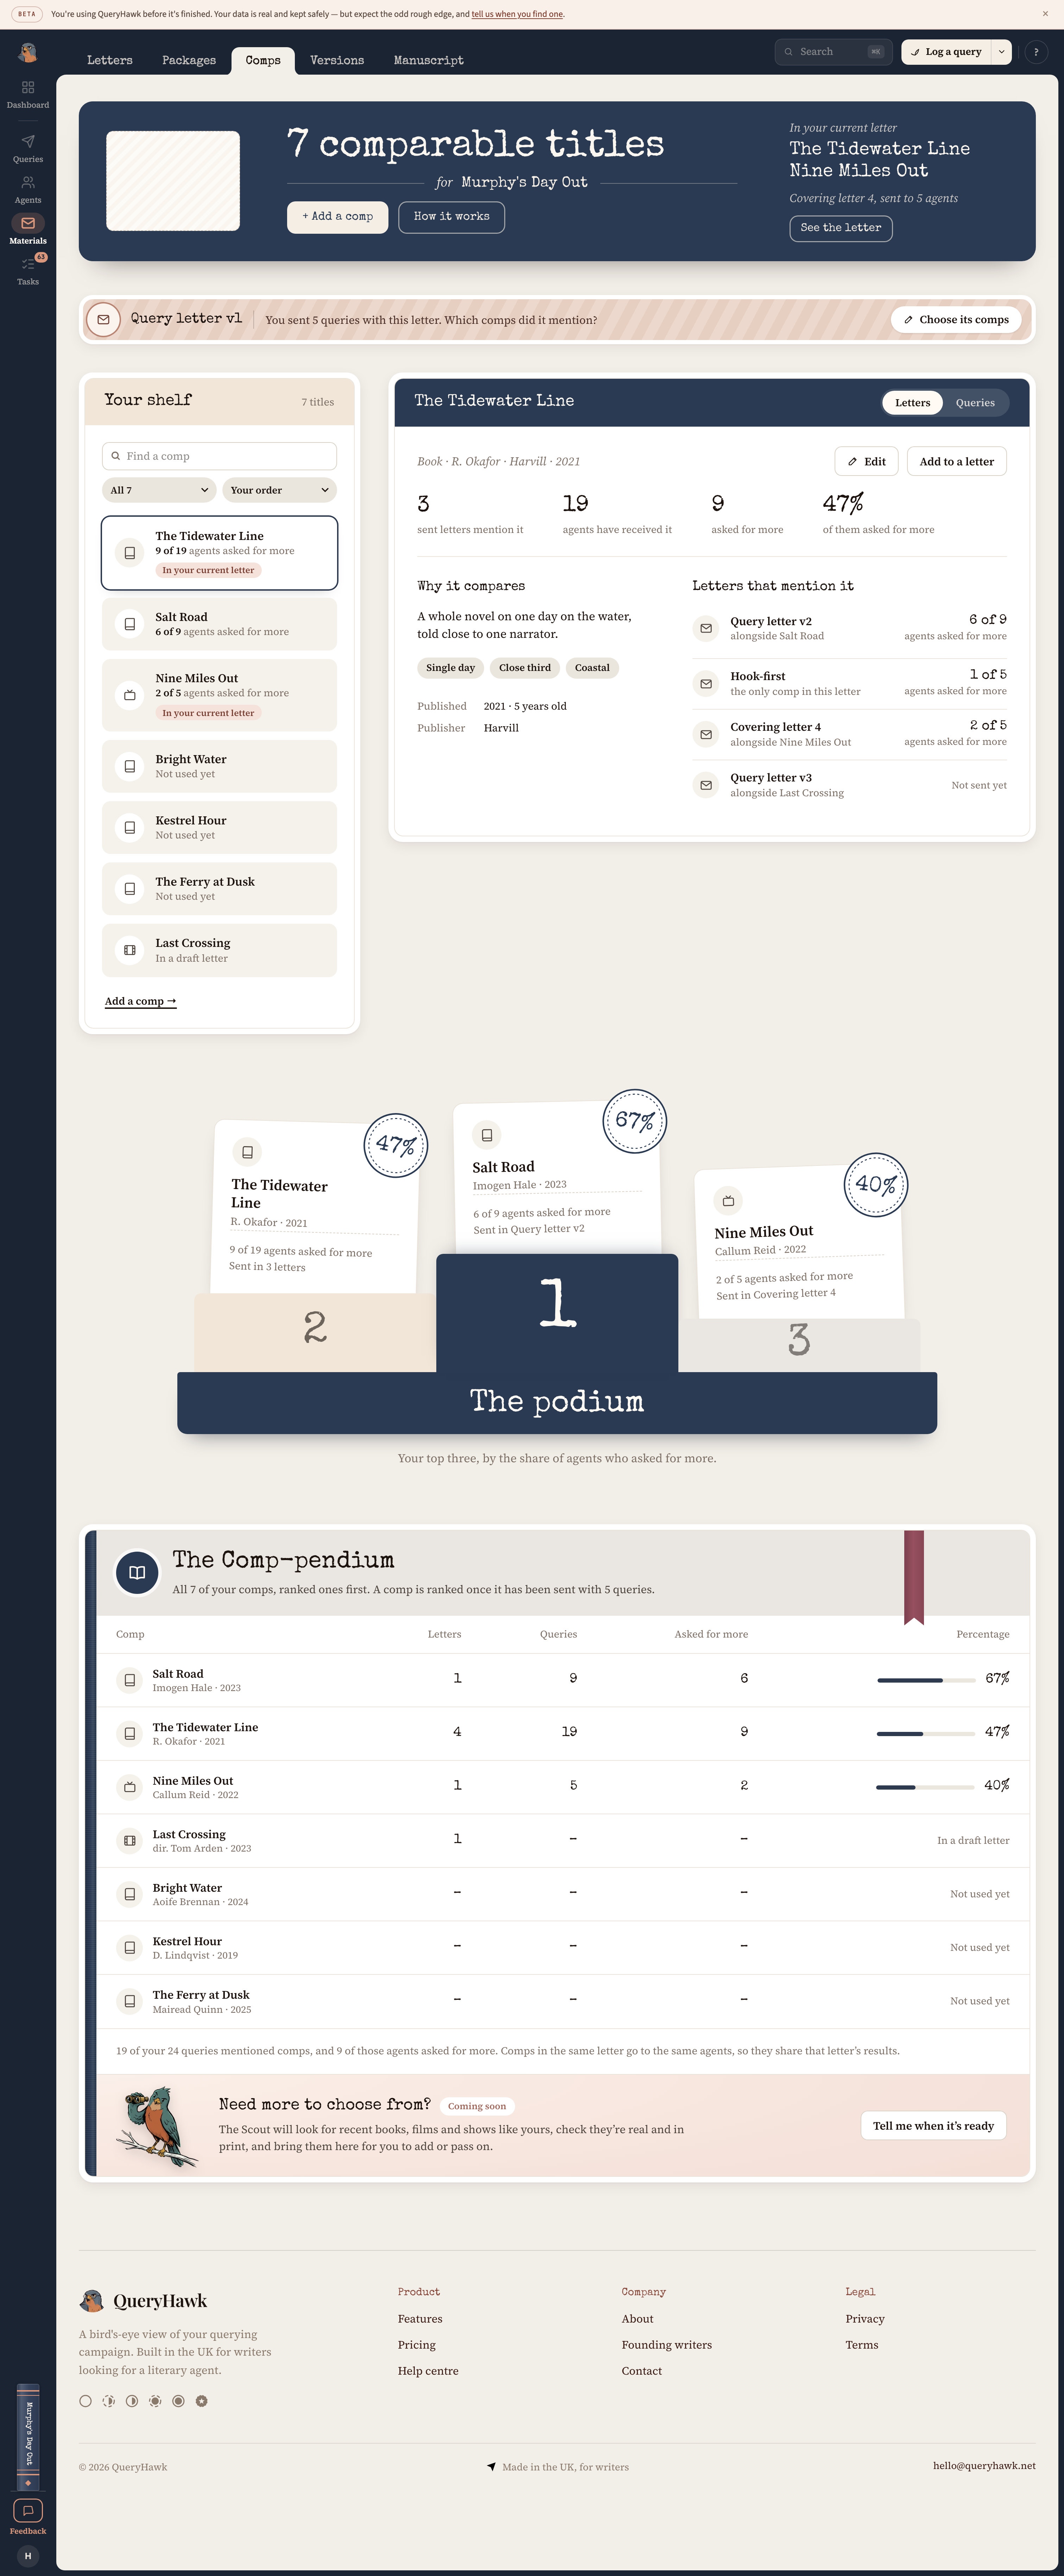 BETA You're using QueryHawk before it's finished. Your data is real and kept safely — but expect the odd rough edge, and tell us when you find one. ×
Letters Packages Comps Versions Manuscript
Search ⌘K Log a query ?
Dashboard
Queries
Agents
Materials
63
Tasks
7 comparable titles
for Murphy's Day Out
+ Add a comp How it works
In your current letter
The Tidewater Line
Nine Miles Out
Covering letter 4, sent to 5 agents
See the letter
Query letter v1 You sent 5 queries with this letter. Which comps did it mention? Choose its comps
Your shelf 7 titles
Find a comp
All 7 Your order
The Tidewater Line
9 of 19 agents asked for more
In your current letter
Salt Road
6 of 9 agents asked for more
Nine Miles Out
2 of 5 agents asked for more
In your current letter
Bright Water
Not used yet
Kestrel Hour
Not used yet
The Ferry at Dusk
Not used yet
Last Crossing
In a draft letter
Add a comp →
The Tidewater Line Letters Queries
Book · R. Okafor · Harvill · 2021 Edit Add to a letter
3 19 9 47%
sent letters mention it agents have received it asked for more of them asked for more
Why it compares
A whole novel on one day on the water,
told close to one narrator.
Single day Close third Coastal
Published 2021 · 5 years old
Publisher Harvill
Letters that mention it
Query letter v2 6 of 9
alongside Salt Road agents asked for more
Hook-first 1 of 5
the only comp in this letter agents asked for more
Covering letter 4 2 of 5
alongside Nine Miles Out agents asked for more
Query letter v3 Not sent yet
alongside Last Crossing
47%
The Tidewater
Line
R. Okafor · 2021
9 of 19 agents asked for more
Sent in 3 letters
2
67%
Salt Road
Imogen Hale · 2023
6 of 9 agents asked for more
Sent in Query letter v2
1
40%
Nine Miles Out
Callum Reid · 2022
2 of 5 agents asked for more
Sent in Covering letter 4
3
The podium
Your top three, by the share of agents who asked for more.
The Comp-pendium
All 7 of your comps, ranked ones first. A comp is ranked once it has been sent with 5 queries.
Comp Letters Queries Asked for more Percentage
Salt Road 1 9 6 67%
Imogen Hale · 2023
The Tidewater Line 4 19 9 47%
R. Okafor · 2021
Nine Miles Out 1 5 2 40%
Callum Reid · 2022
Last Crossing 1 – – In a draft letter
dir. Tom Arden · 2023
Bright Water – – – Not used yet
Aoife Brennan · 2024
Kestrel Hour – – – Not used yet
D. Lindqvist · 2019
The Ferry at Dusk – – – Not used yet
Mairead Quinn · 2025
19 of your 24 queries mentioned comps, and 9 of those agents asked for more. Comps in the same letter go to the same agents, so they share that letter's results.
Need more to choose from? Coming soon
The Scout will look for recent books, films and shows like yours, check they're real and in
print, and bring them here for you to add or pass on.
Tell me when it's ready
QueryHawk
A bird's-eye view of your querying
campaign. Built in the UK for writers
looking for a literary agent.
Product
Features
Pricing
Help centre
Company
About
Founding writers
Contact
Legal
Privacy
Terms
© 2026 QueryHawk Made in the UK, for writers hello@queryhawk.net
Murphy's Day Out
Feedback
H